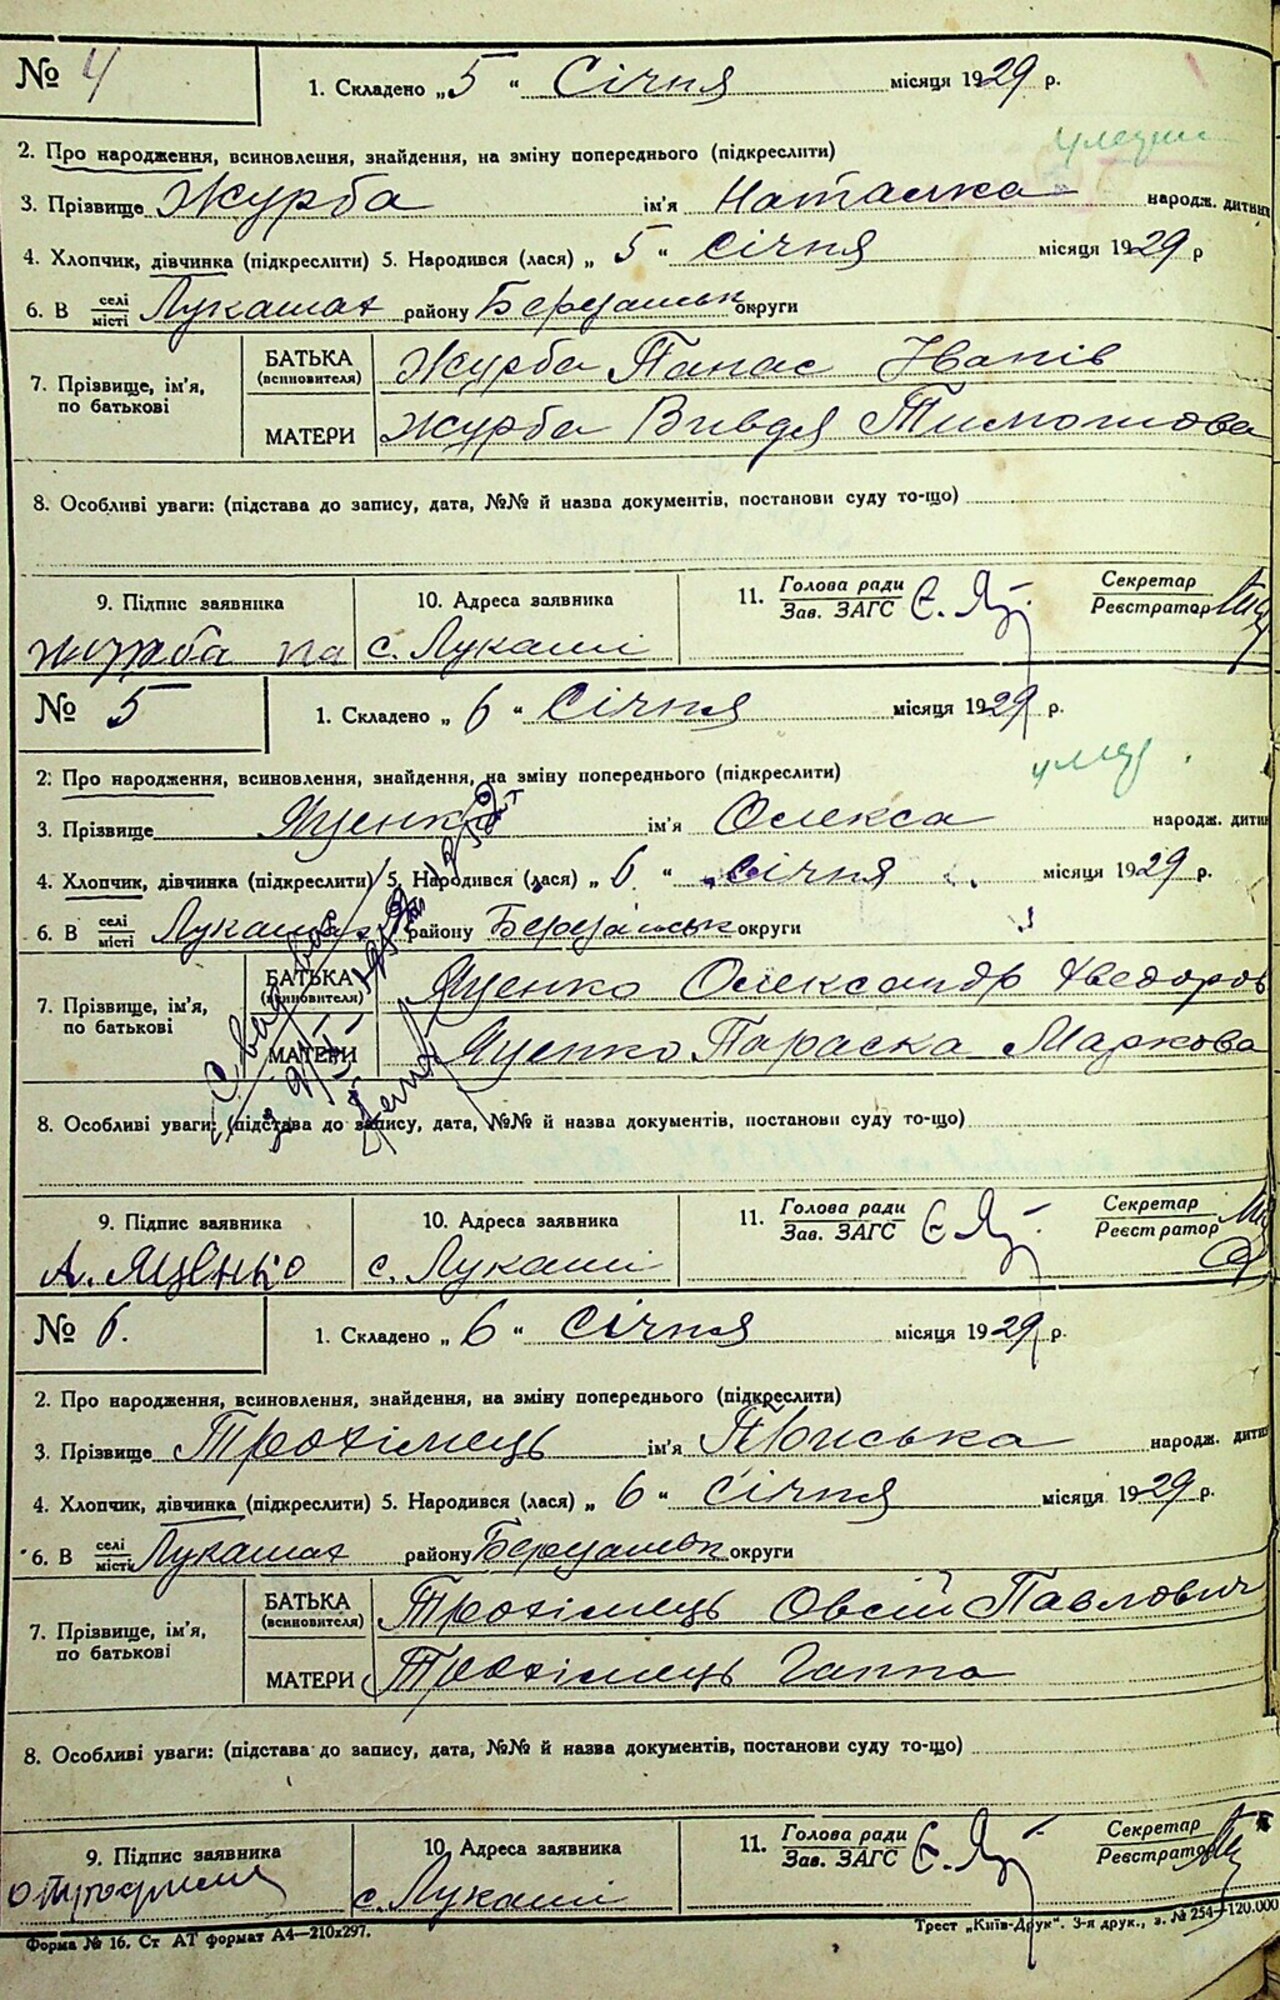 № 4 1. Складено „5“ Січня місяця 1929 р.
2. Про народження, всиновлення, знайдення, на зміну попереднього (підкреслити)
3. Прізвище Журба ім'я Наталка народж. дитини
4. Хлопчик, дівчинка (підкреслити) 5. Народився (лася) „5“ січня місяця 1929 р
6. В селі місті Лукашах району Березанськ округи
7. Прізвище, ім'я, по батькові
БАТЬКА (всиновителя) Журба Панас Іванів
МАТЕРИ Журба Вивдя Тимошова
8. Особливі уваги: (підстава до запису, дата, №№ й назва документів, постанови суду то-що)
9. Підпис заявника 10. Адреса заявника 11. Голова ради Зав. ЗАГС Секретар Реєстратор
журба па с. Лукаші
№ 5 1. Складено „6“ Січня місяця 1929 р.
2. Про народження, всиновлення, знайдення, на зміну попереднього (підкреслити)
3. Прізвище Яценко ім'я Олекса народж. дитин
4. Хлопчик, дівчинка (підкреслити) 5. Народився (лася) „6“ січня місяця 1929 р.
6. В селі місті Лукашах району Березанськ округи
7. Прізвище, ім'я, по батькові
БАТЬКА (всиновителя) Яценко Олександр Хведоров
МАТЕРИ Яценко Параска Маркова
8. Особливі уваги: (підстава до запису, дата, №№ й назва документів, постанови суду то-що)
9. Підпис заявника 10. Адреса заявника 11. Голова ради Зав. ЗАГС Секретар Реєстратор
А. Яценко с. Лукаші
№ 6. 1. Складено „6“ Січня місяця 1929 р.
2. Про народження, всиновлення, знайдення, на зміну попереднього (підкреслити)
3. Прізвище Трохімець ім'я Пріська народж. дитин
4. Хлопчик, дівчинка (підкреслити) 5. Народився (лася) „6“ січня місяця 1929 р.
6. В селі місті Лукашах району Березанськ округи
7. Прізвище, ім'я, по батькові
БАТЬКА (всиновителя) Трохімець Овсій Павлович
МАТЕРИ Трохімець Ганна
8. Особливі уваги: (підстава до запису, дата, №№ й назва документів, постанови суду то-що)
9. Підпис заявника 10. Адреса заявника 11. Голова ради Зав. ЗАГС Секретар Реєстратор
с. Лукаші
Форма № 16. Ст АТ формат А4—210x297. Трест „Київ-Друк“. 3-я друк., з. № 254—120.000